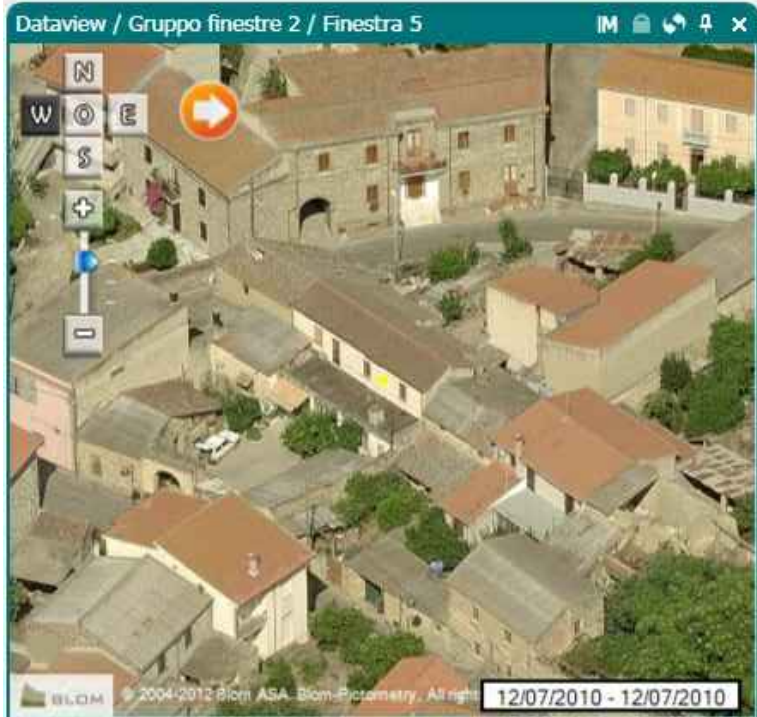 Dataview / Gruppo finestre 2 / Finestra 5
IM
N
W O E
S
BLOM
© 2004-2012 Blom ASA. Blom-Pictometry, All right
12/07/2010 - 12/07/2010